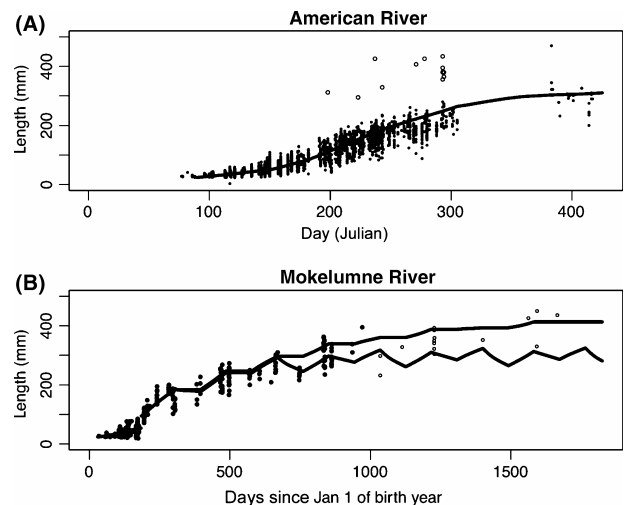 (A)
American River
Length (mm)
0
200
400
0
100
200
300
400
Day (Julian)
(B)
Mokelumne River
Length (mm)
0
200
400
0
500
1000
1500
Days since Jan 1 of birth year